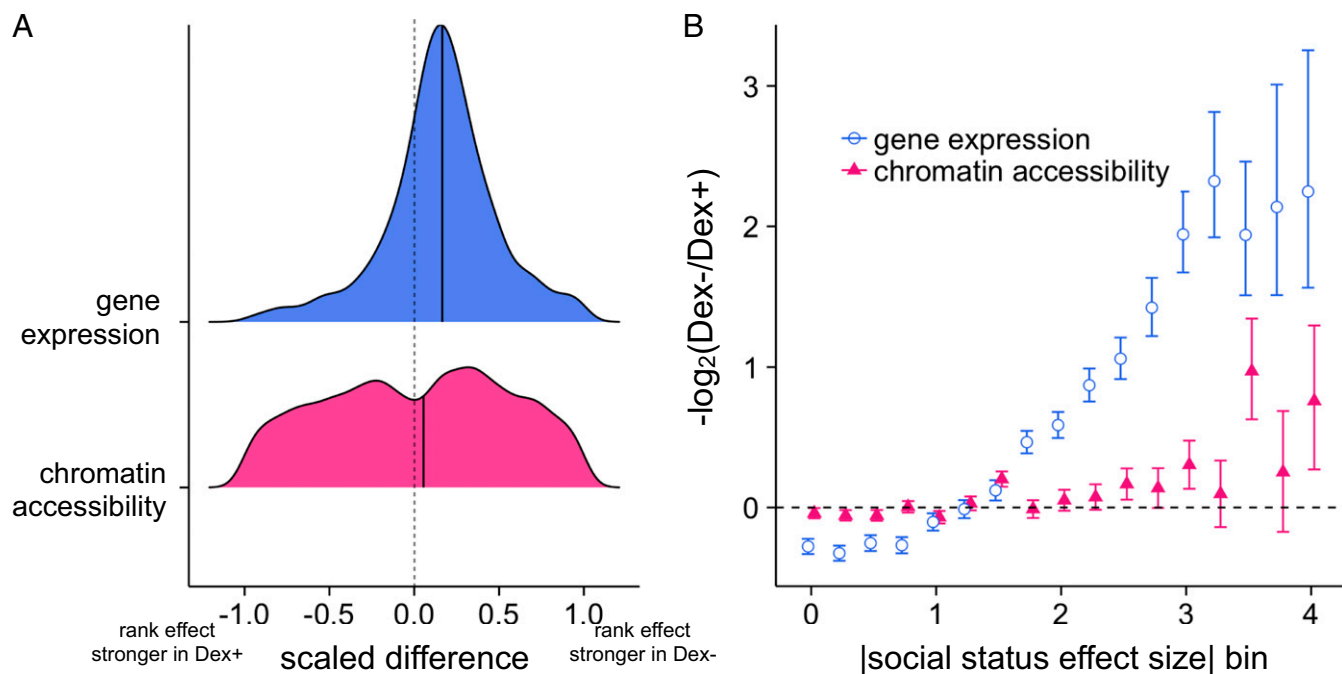 A
gene
expression
chromatin
accessibility
-1.0
-0.5
0.0
0.5
1.0
rank effect
stronger in Dex+
scaled difference
rank effect
stronger in Dex-
B
-log₂(Dex-/Dex+)
3
2
1
0
gene expression
chromatin accessibility
0
1
2
3
4
|social status effect size| bin